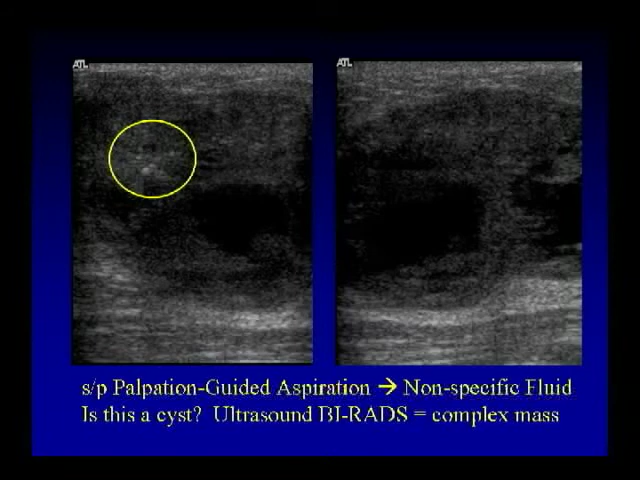 ATL ATL
s/p Palpation-Guided Aspiration → Non-specific Fluid
Is this a cyst? Ultrasound BI-RADS = complex mass